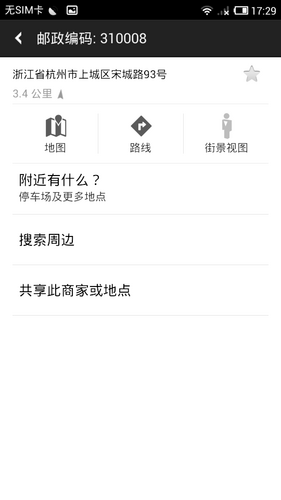 无SIM卡 17:29
邮政编码: 310008
浙江省杭州市上城区宋城路93号
3.4 公里
地图 路线 街景视图
附近有什么？
停车场及更多地点
搜索周边
共享此商家或地点